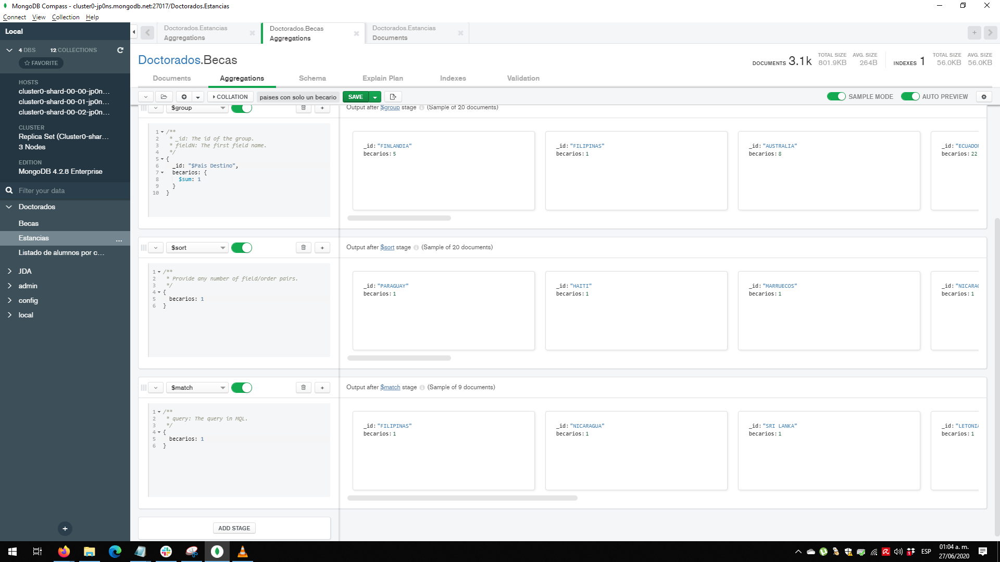 MongoDB Compass - cluster0-jp0ns.mongodb.net:27017/Doctorados.Estancias
Connect View Collection Help
Local
4 DBS 12 COLLECTIONS
FAVORITE
HOSTS
cluster0-shard-00-00-jp0n...
cluster0-shard-00-01-jp0n...
cluster0-shard-00-02-jp0n...
CLUSTER
Replica Set (Cluster0-shar...
3 Nodes
EDITION
MongoDB 4.2.8 Enterprise
Filter your data
Doctorados
Becas
Estancias ...
Listado de alumnos por c...
JDA
admin
config
local
Doctorados.Estancias
Aggregations
Doctorados.Becas
Aggregations
Doctorados.Estancias
Documents
Doctorados.Becas
DOCUMENTS 3.1k
TOTAL SIZE
801.9KB
AVG. SIZE
264B
INDEXES 1
TOTAL SIZE
56.0KB
AVG. SIZE
56.0KB
Documents Aggregations Schema Explain Plan Indexes Validation
COLLATION paises con solo un becario SAVE SAMPLE MODE AUTO PREVIEW
$group
Output after $group stage (Sample of 20 documents)
1 /**
2 * _id: The id of the group.
3 * fieldN: The first field name.
4 */
5 {
6 _id: "$Pais Destino",
7 becarios: {
8 $sum: 1
9 }
10 }
_id: "FINLANDIA"
becarios: 5
_id: "FILIPINAS"
becarios: 1
_id: "AUSTRALIA"
becarios: 8
_id: "ECUADOR
becarios: 22
$sort
Output after $sort stage (Sample of 20 documents)
1 /**
2 * Provide any number of field/order pairs.
3 */
4 {
5 becarios: 1
6 }
_id: "PARAGUAY"
becarios: 1
_id: "HAITI"
becarios: 1
_id: "MARRUECOS"
becarios: 1
_id: "NICARAG
becarios: 1
$match
Output after $match stage (Sample of 9 documents)
1 /**
2 * query: The query in MQL.
3 */
4 {
5 becarios: 1
6 }
_id: "FILIPINAS"
becarios: 1
_id: "NICARAGUA"
becarios: 1
_id: "SRI LANKA"
becarios: 1
_id: "LETONIA
becarios: 1
ADD STAGE
ESP
01:04 a. m.
27/06/2020